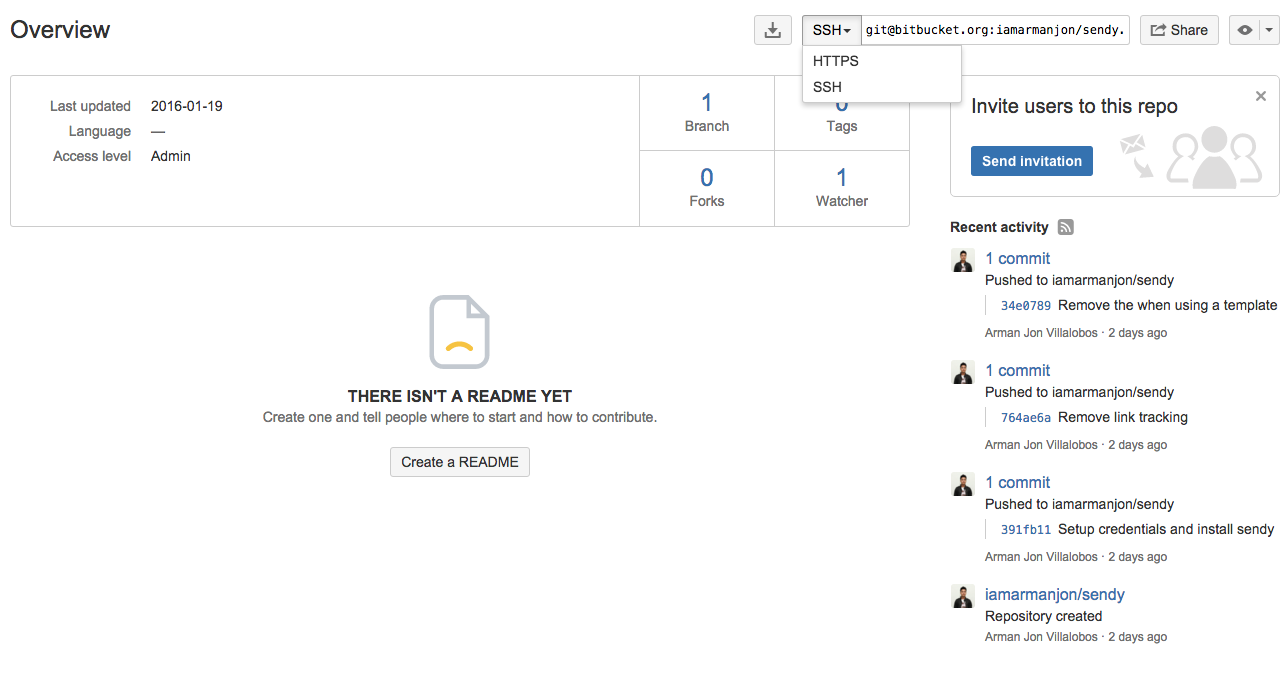 Overview
SSH
git@bitbucket.org:iamarmanjon/sendy.
Share
HTTPS
SSH
Last updated 2016-01-19
Language —
Access level Admin
1
Branch
0
Tags
0
Forks
1
Watcher
Invite users to this repo
Send invitation
THERE ISN'T A README YET
Create one and tell people where to start and how to contribute.
Create a README
Recent activity
1 commit
Pushed to iamarmanjon/sendy
34e0789 Remove the when using a template
Arman Jon Villalobos · 2 days ago
1 commit
Pushed to iamarmanjon/sendy
764ae6a Remove link tracking
Arman Jon Villalobos · 2 days ago
1 commit
Pushed to iamarmanjon/sendy
391fb11 Setup credentials and install sendy
Arman Jon Villalobos · 2 days ago
iamarmanjon/sendy
Repository created
Arman Jon Villalobos · 2 days ago